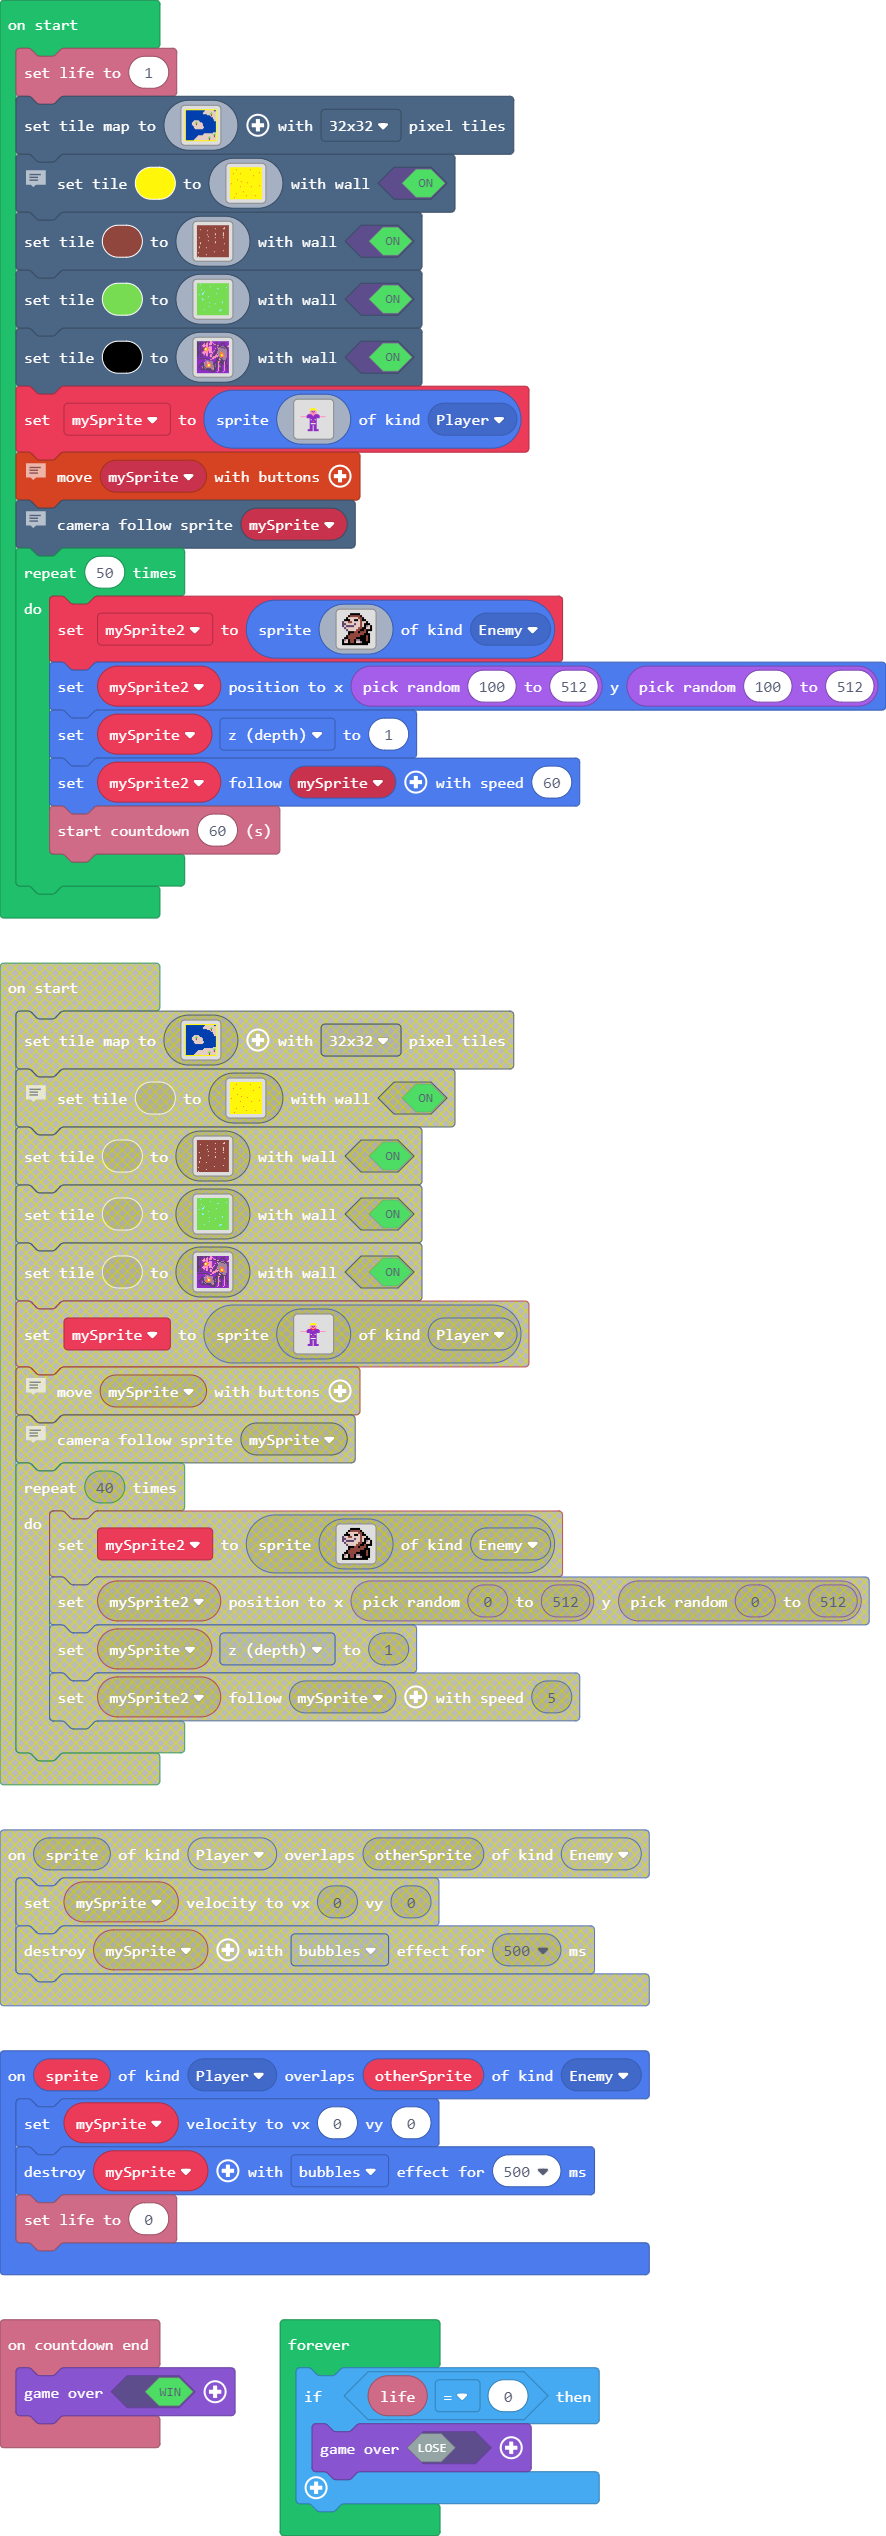 on start
set life to 1
set tile map to with 32x32 pixel tiles
set tile to with wall ON
set tile to with wall ON
set tile to with wall ON
set tile to with wall ON
set mySprite to sprite of kind Player
move mySprite with buttons
camera follow sprite mySprite
repeat 50 times
do
set mySprite2 to sprite of kind Enemy
set mySprite2 position to x pick random 100 to 512 y pick random 100 to 512
set mySprite z (depth) to 1
set mySprite2 follow mySprite with speed 60
start countdown 60 (s)
on start
set tile map to with 32x32 pixel tiles
set tile to with wall ON
set tile to with wall ON
set tile to with wall ON
set tile to with wall ON
set mySprite to sprite of kind Player
move mySprite with buttons
camera follow sprite mySprite
repeat 40 times
do
set mySprite2 to sprite of kind Enemy
set mySprite2 position to x pick random 0 to 512 y pick random 0 to 512
set mySprite z (depth) to 1
set mySprite2 follow mySprite with speed 5
on sprite of kind Player overlaps otherSprite of kind Enemy
set mySprite velocity to vx 0 vy 0
destroy mySprite with bubbles effect for 500 ms
on sprite of kind Player overlaps otherSprite of kind Enemy
set mySprite velocity to vx 0 vy 0
destroy mySprite with bubbles effect for 500 ms
set life to 0
on countdown end
game over WIN
forever
if life = 0 then
game over LOSE